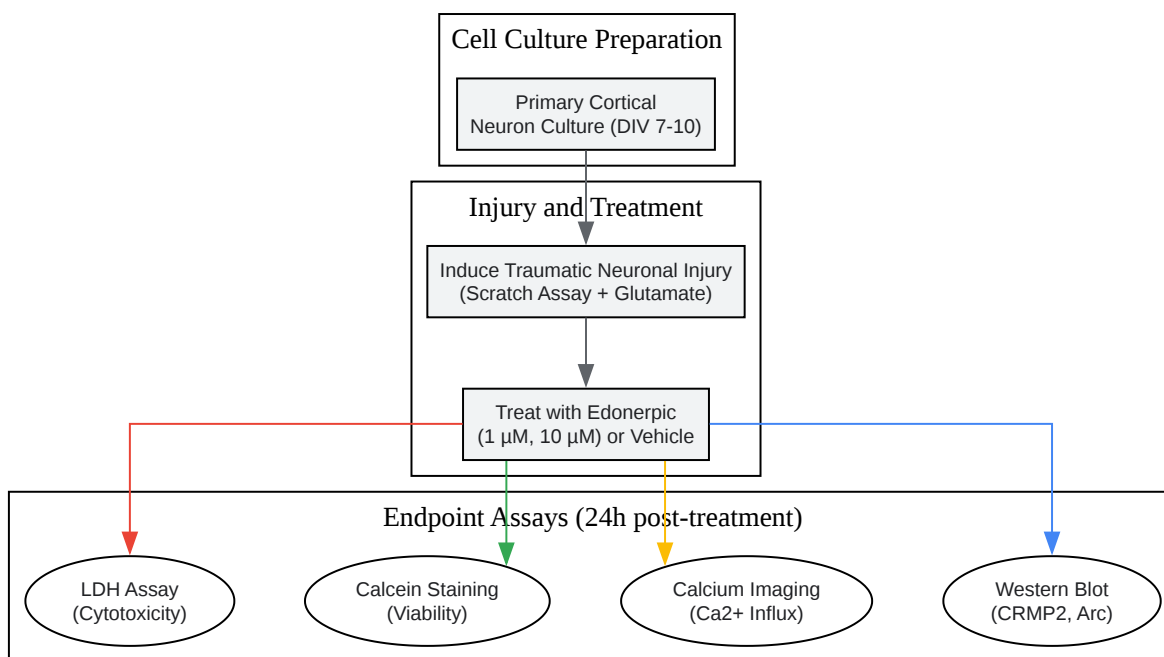 Cell Culture Preparation
Primary Cortical
Neuron Culture (DIV 7-10)
Injury and Treatment
Induce Traumatic Neuronal Injury
(Scratch Assay + Glutamate)
Treat with Edonerpic
(1 µM, 10 µM) or Vehicle
Endpoint Assays (24h post-treatment)
LDH Assay
(Cytotoxicity)
Calcein Staining
(Viability)
Calcium Imaging
(Ca2+ Influx)
Western Blot
(CRMP2, Arc)